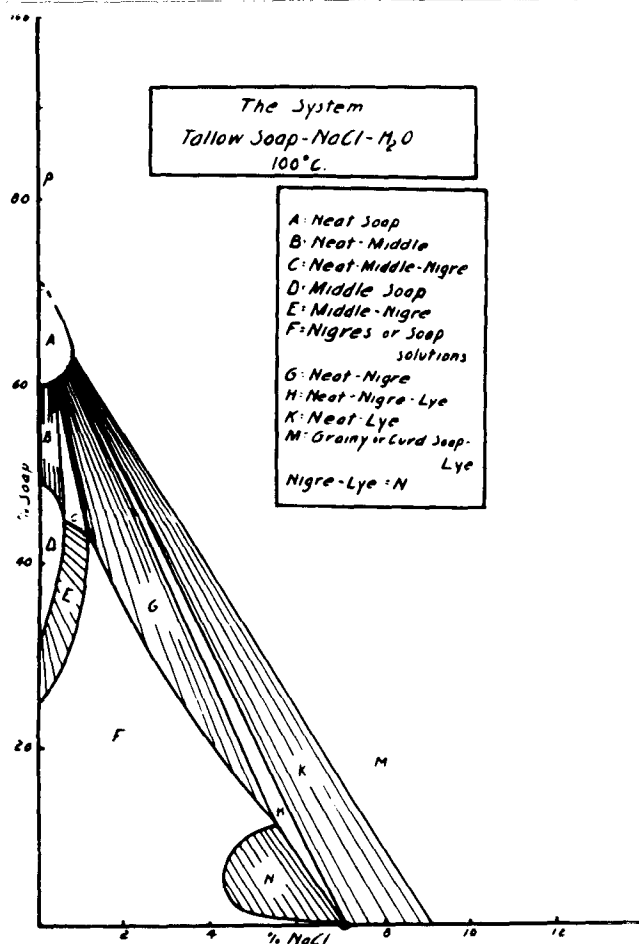 The System
Tallow Soap-NaCl-H₂O
100°C.
P
80
A: Neat Soap
B: Neat-Middle
C: Neat-Middle-Nigre
D: Middle Soap
E: Middle-Nigre
F: Nigres or Soap
solutions
G: Neat-Nigre
H: Neat-Nigre-Lye
K: Neat-Lye
M: Grainy or Curd Soap-
Lye
Nigre-Lye = N
A
60
B
% Soap
C
D
40
E
G
F
20
K
M
H
N
2
4
% NaCl
8
10
12